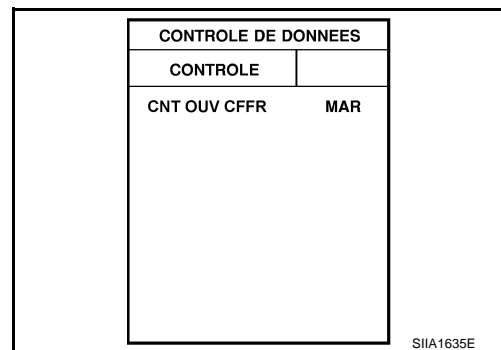 CONTROLE DE DONNEES
CONTROLE
CNT OUV CFFR MAR
SIIA1635E